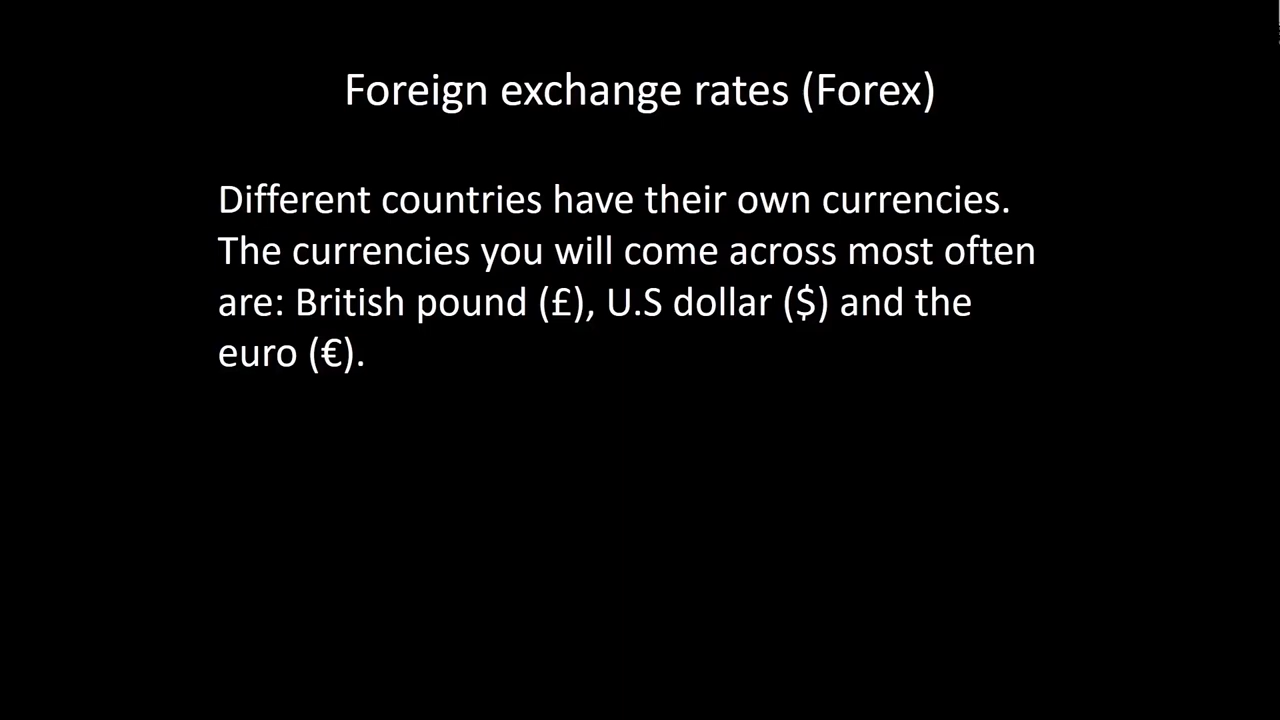 Foreign exchange rates (Forex)
Different countries have their own currencies.
The currencies you will come across most often
are: British pound (£), U.S dollar ($) and the
euro (€).